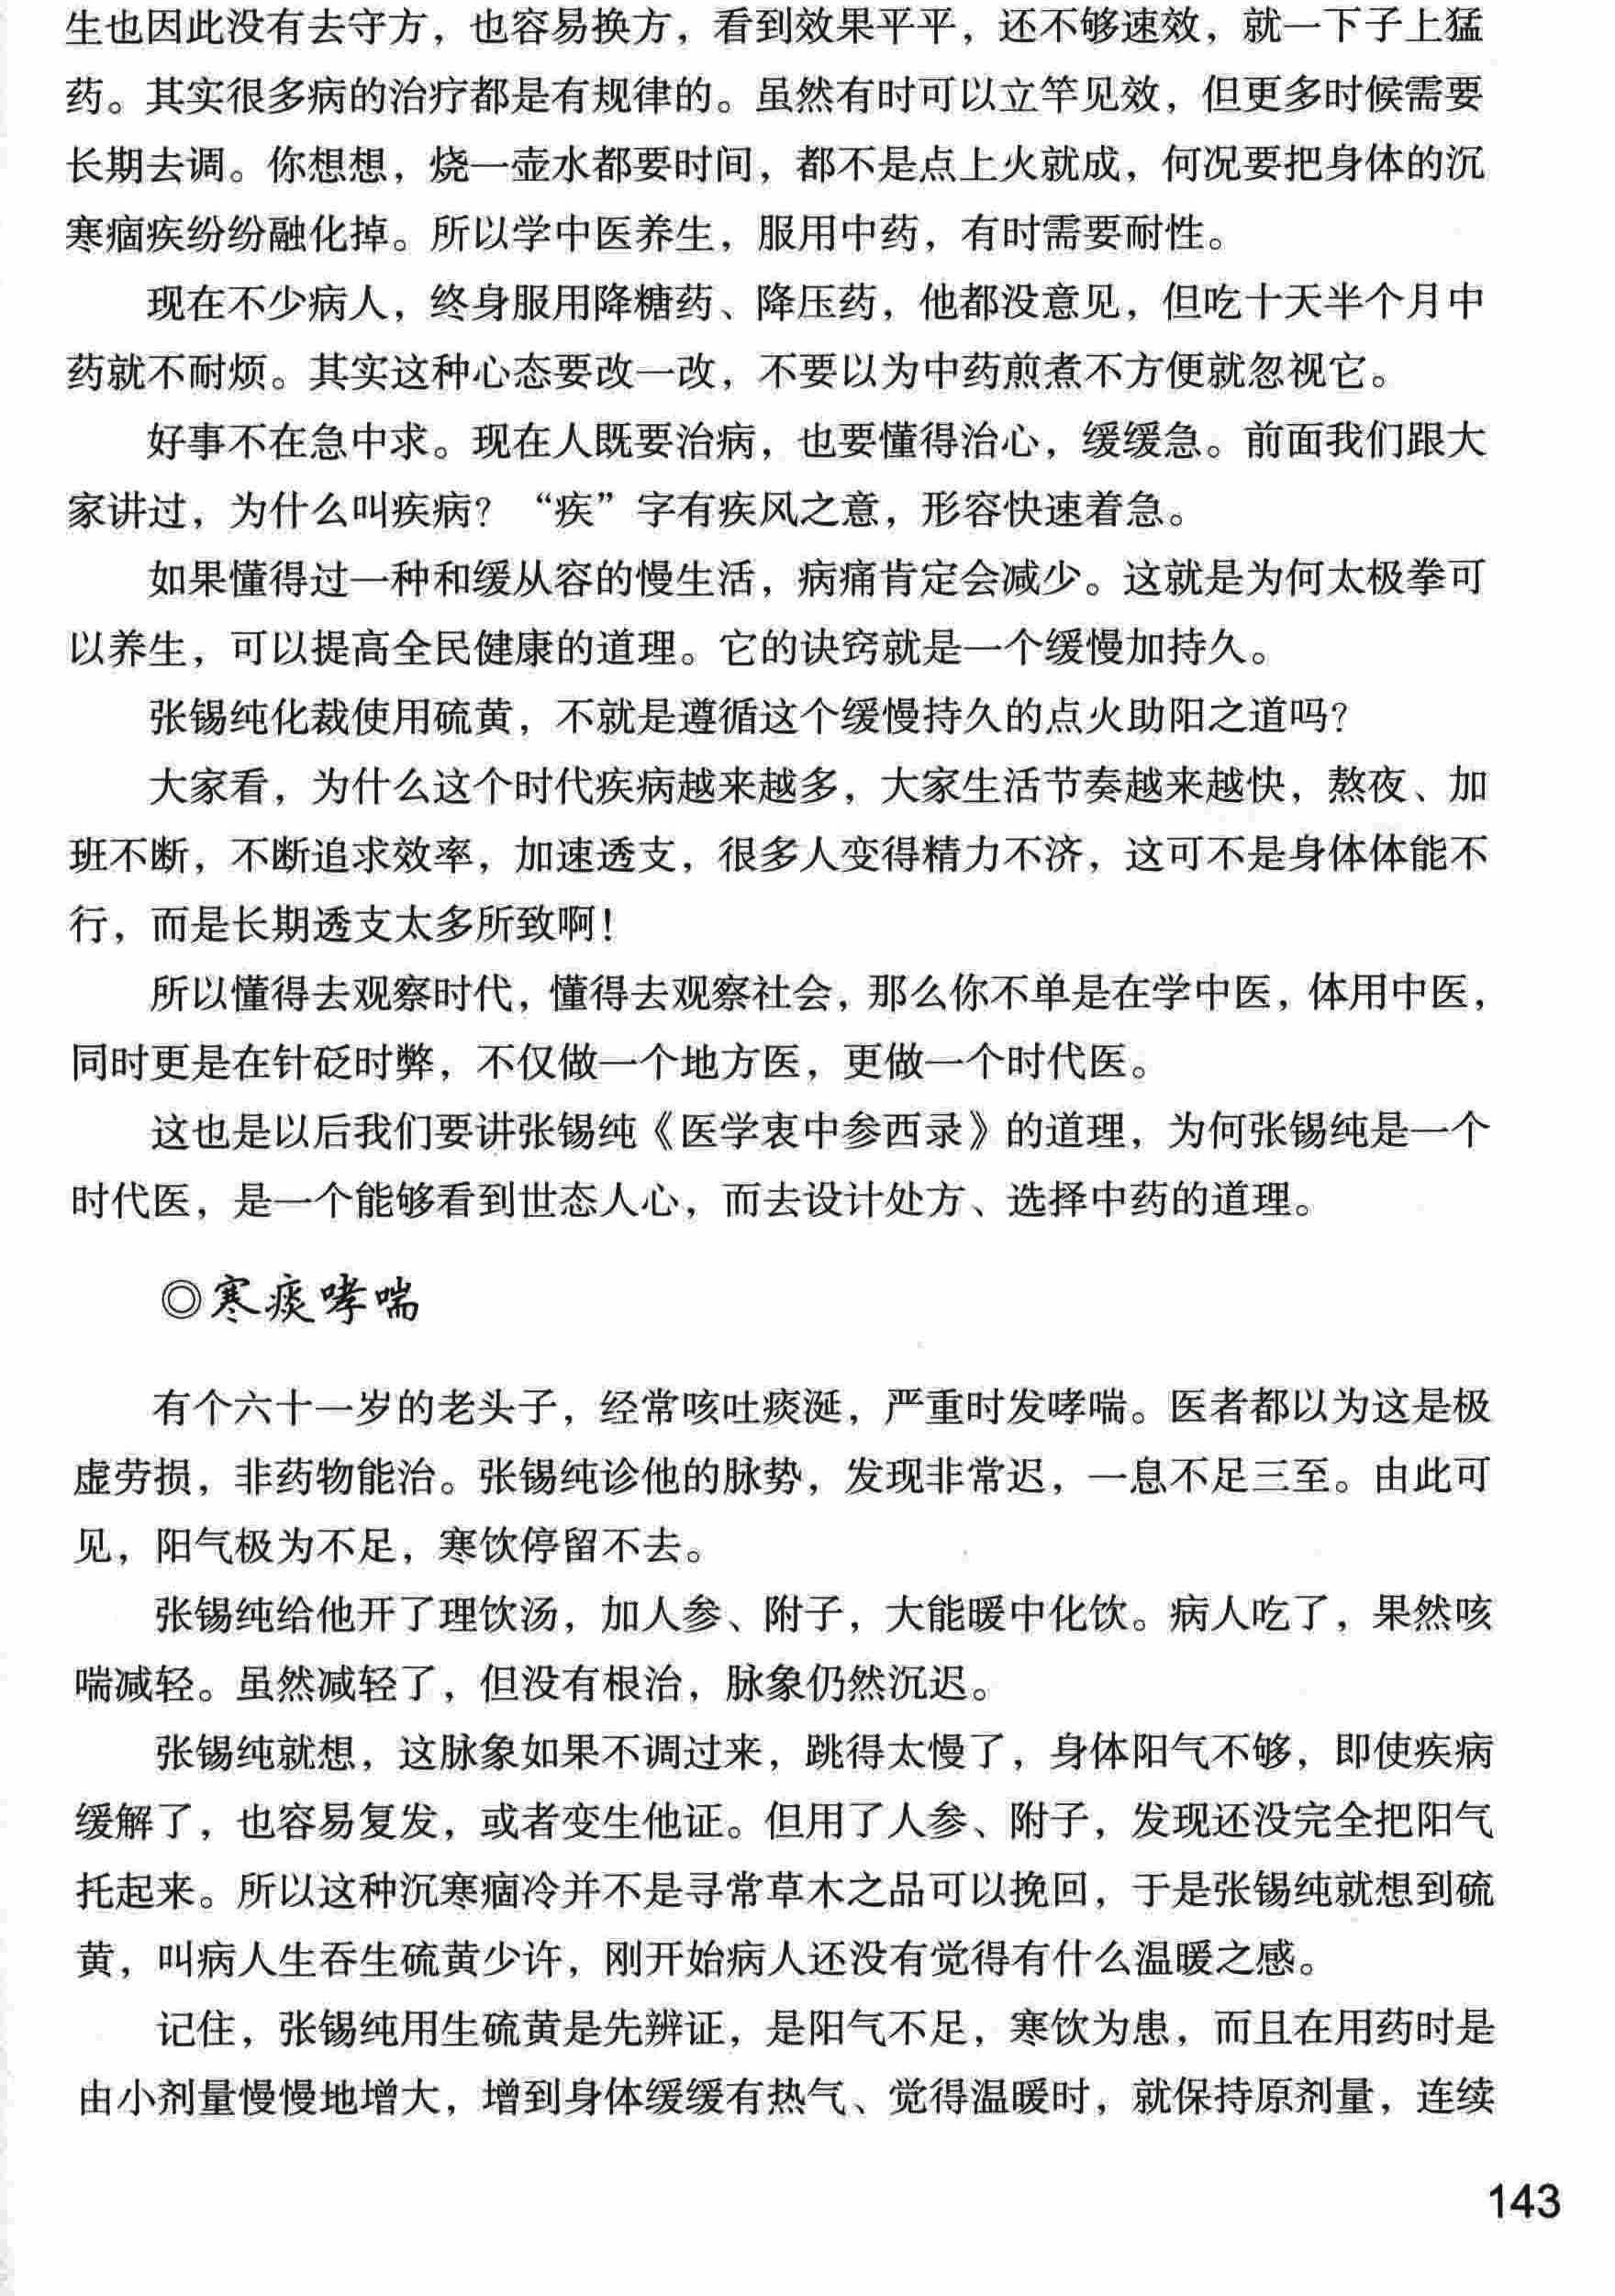 生也因此没有去守方，也容易换方，看到效果平平，还不够速效，就一下子上猛
药。其实很多病的治疗都是有规律的。虽然有时可以立竿见效，但更多时候需要
长期去调。你想想，烧一壶水都要时间，都不是点上火就成，何况要把身体的沉
寒痼疾纷纷融化掉。所以学中医养生，服用中药，有时需要耐性。
现在不少病人，终身服用降糖药、降压药，他都没意见，但吃十天半个月中
药就不耐烦。其实这种心态要改一改，不要以为中药煎煮不方便就忽视它。
好事不在急中求。现在人既要治病，也要懂得治心，缓缓急。前面我们跟大
家讲过，为什么叫疾病？“疾”字有疾风之意，形容快速着急。
如果懂得过一种和缓从容的慢生活，病痛肯定会减少。这就是为何太极拳可
以养生，可以提高全民健康的道理。它的诀窍就是一个缓慢加持久。
张锡纯化裁使用硫黄，不就是遵循这个缓慢持久的点火助阳之道吗？
大家看，为什么这个时代疾病越来越多，大家生活节奏越来越快，熬夜、加
班不断，不断追求效率，加速透支，很多人变得精力不济，这可不是身体体能不
行，而是长期透支太多所致啊！
所以懂得去观察时代，懂得去观察社会，那么你不单是在学中医，体用中医，
同时更是在针砭时弊，不仅做一个地方医，更做一个时代医。
这也是以后我们要讲张锡纯《医学衷中参西录》的道理，为何张锡纯是一个
时代医，是一个能够看到世态人心，而去设计处方、选择中药的道理。
◎寒痰哮喘
有个六十一岁的老头子，经常咳吐痰涎，严重时发哮喘。医者都以为这是极
虚劳损，非药物能治。张锡纯诊他的脉势，发现非常迟，一息不足三至。由此可
见，阳气极为不足，寒饮停留不去。
张锡纯给他开了理饮汤，加人参、附子，大能暖中化饮。病人吃了，果然咳
喘减轻。虽然减轻了，但没有根治，脉象仍然沉迟。
张锡纯就想，这脉象如果不调过来，跳得太慢了，身体阳气不够，即使疾病
缓解了，也容易复发，或者变生他证。但用了人参、附子，发现还没完全把阳气
托起来。所以这种沉寒痼冷并不是寻常草木之品可以挽回，于是张锡纯就想到硫
黄，叫病人生吞生硫黄少许，刚开始病人还没有觉得有什么温暖之感。
记住，张锡纯用生硫黄是先辨证，是阳气不足，寒饮为患，而且在用药时是
由小剂量慢慢地增大，增到身体缓缓有热气、觉得温暖时，就保持原剂量，连续
143